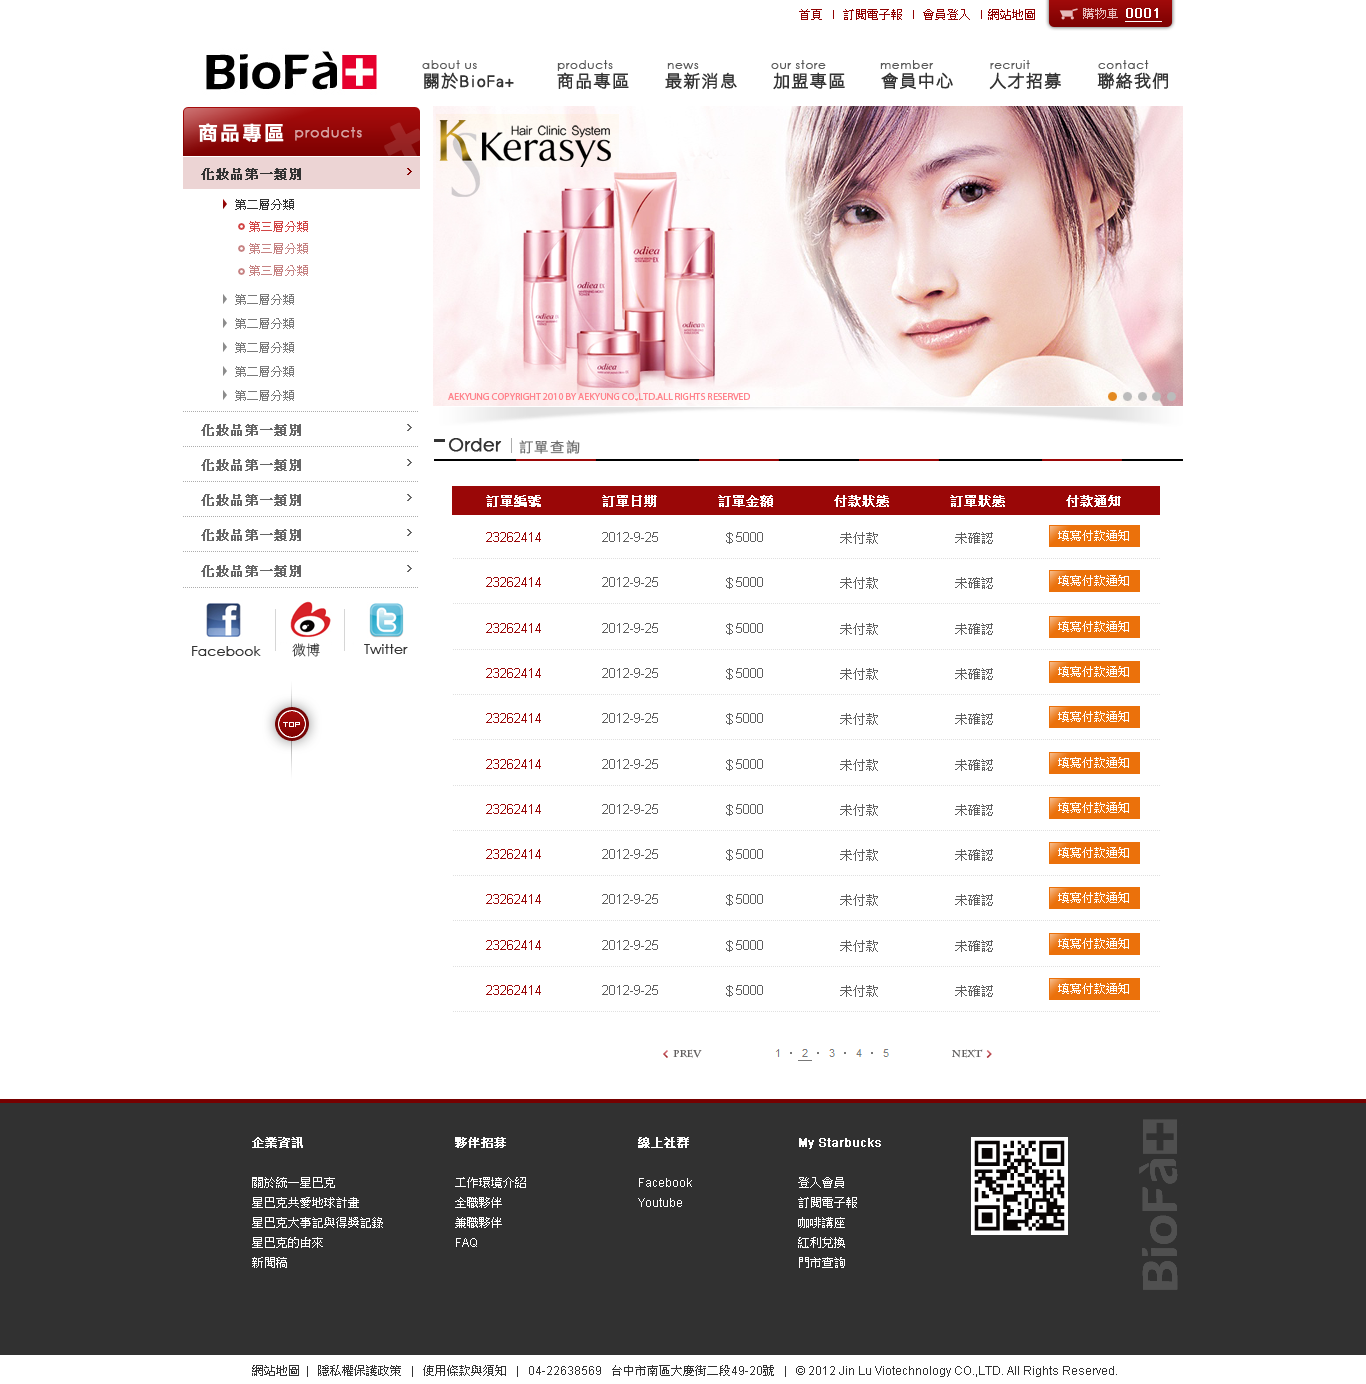 首頁 | 訂閱電子報 | 會員登入 | 網站地圖 購物車 0001
BioFà+
about us products news our store member recruit contact
關於BioFa+ 商品專區 最新消息 加盟專區 會員中心 人才招募 聯絡我們
商品專區 products
化妝品第一類別
第二層分類
第三層分類
第三層分類
第三層分類
第二層分類
第二層分類
第二層分類
第二層分類
第二層分類
化妝品第一類別
化妝品第一類別
化妝品第一類別
化妝品第一類別
化妝品第一類別
Facebook 微博 Twitter
TOP
Hair Clinic System
Kerasys
odiea
odiea
odiea
odiea
odiea
AEKYUNG COPYRIGHT 2010 BY AEKYUNG CO.,LTD.ALL RIGHTS RESERVED
Order | 訂單查詢
訂單編號 訂單日期 訂單金額 付款狀態 訂單狀態 付款通知
23262414 2012-9-25 $5000 未付款 未確認 填寫付款通知
23262414 2012-9-25 $5000 未付款 未確認 填寫付款通知
23262414 2012-9-25 $5000 未付款 未確認 填寫付款通知
23262414 2012-9-25 $5000 未付款 未確認 填寫付款通知
23262414 2012-9-25 $5000 未付款 未確認 填寫付款通知
23262414 2012-9-25 $5000 未付款 未確認 填寫付款通知
23262414 2012-9-25 $5000 未付款 未確認 填寫付款通知
23262414 2012-9-25 $5000 未付款 未確認 填寫付款通知
23262414 2012-9-25 $5000 未付款 未確認 填寫付款通知
23262414 2012-9-25 $5000 未付款 未確認 填寫付款通知
23262414 2012-9-25 $5000 未付款 未確認 填寫付款通知
PREV 1 · 2 · 3 · 4 · 5 NEXT
企業資訊
關於統一星巴克
星巴克共愛地球計畫
星巴克大事記與得獎記錄
星巴克的由來
新聞稿
夥伴招募
工作環境介紹
全職夥伴
兼職夥伴
FAQ
線上社群
Facebook
Youtube
My Starbucks
登入會員
訂閱電子報
咖啡講座
紅利兌換
門市查詢
BioFà+
網站地圖 | 隱私權保護政策 | 使用條款與須知 | 04-22638569 台中市南區大慶街二段49-20號 | © 2012 Jin Lu Viotechnology CO.,LTD. All Rights Reserved.